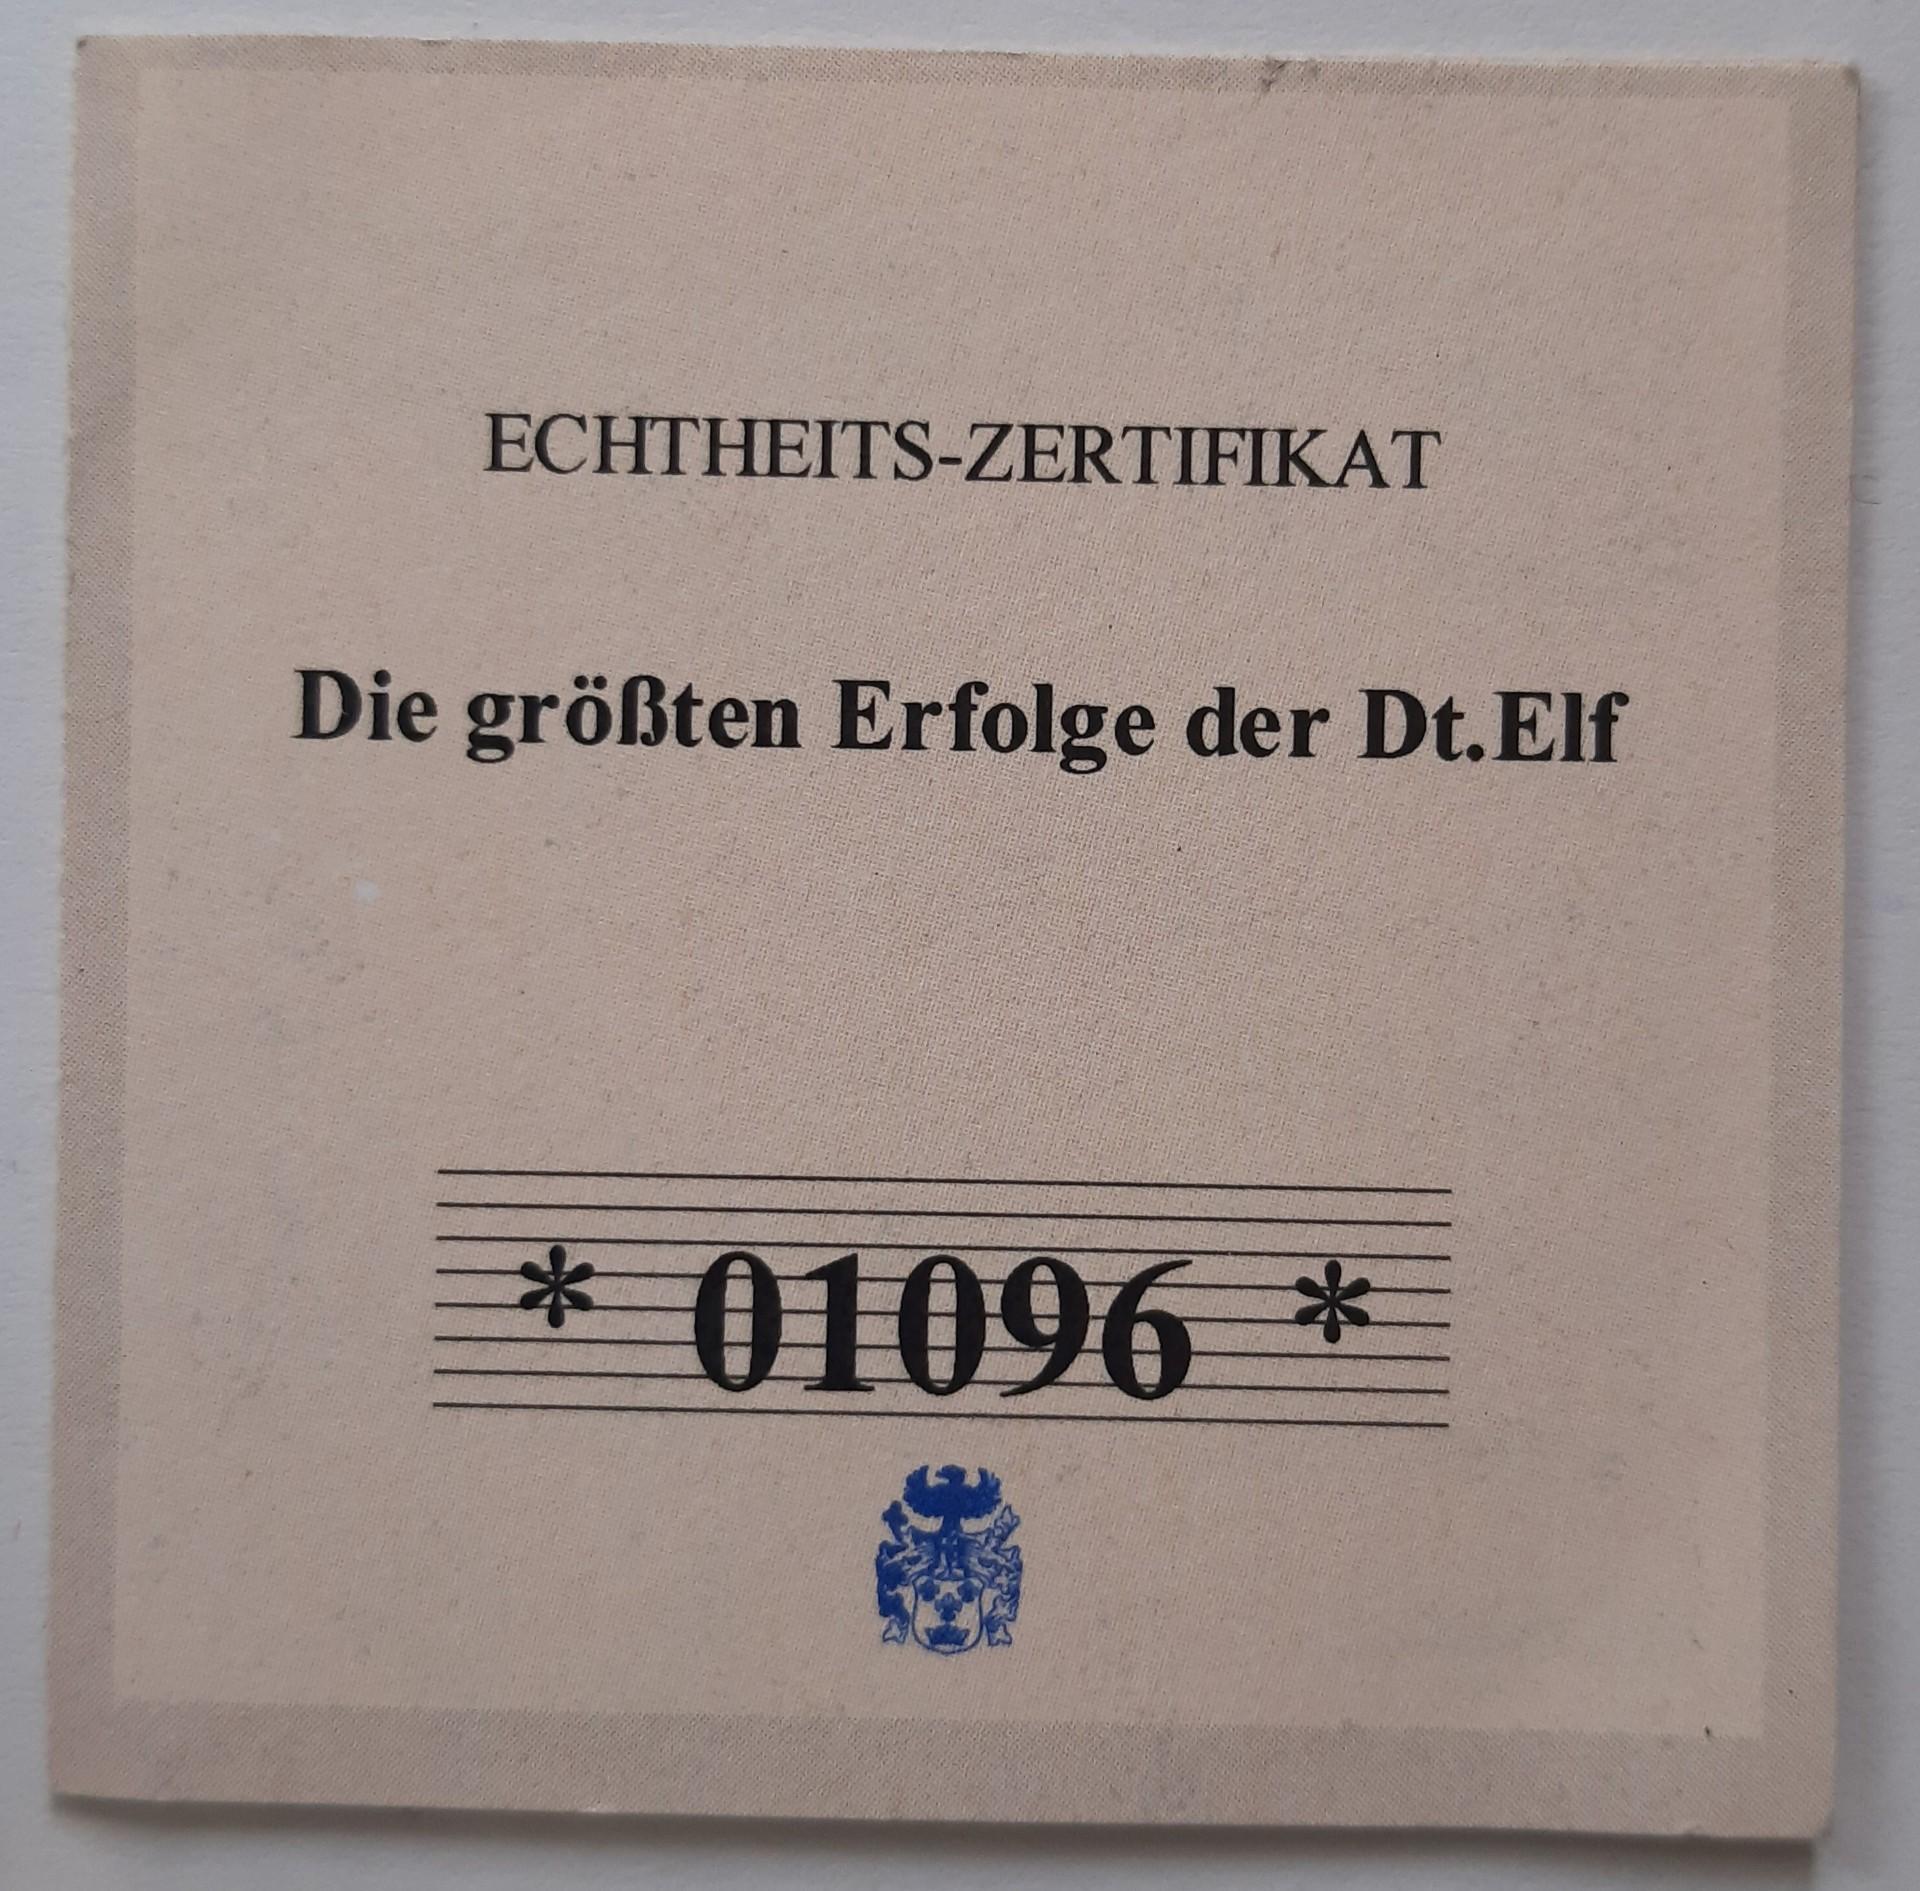 ECHTHEITS-ZERTIFIKAT
Die größten Erfolge der Dt.Elf
* 01096 *